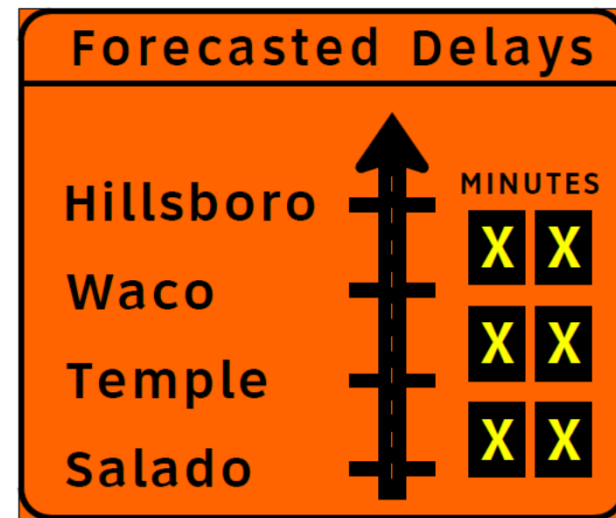 Forecasted Delays
MINUTES
Hillsboro
X X
Waco
X X
Temple
X X
Salado